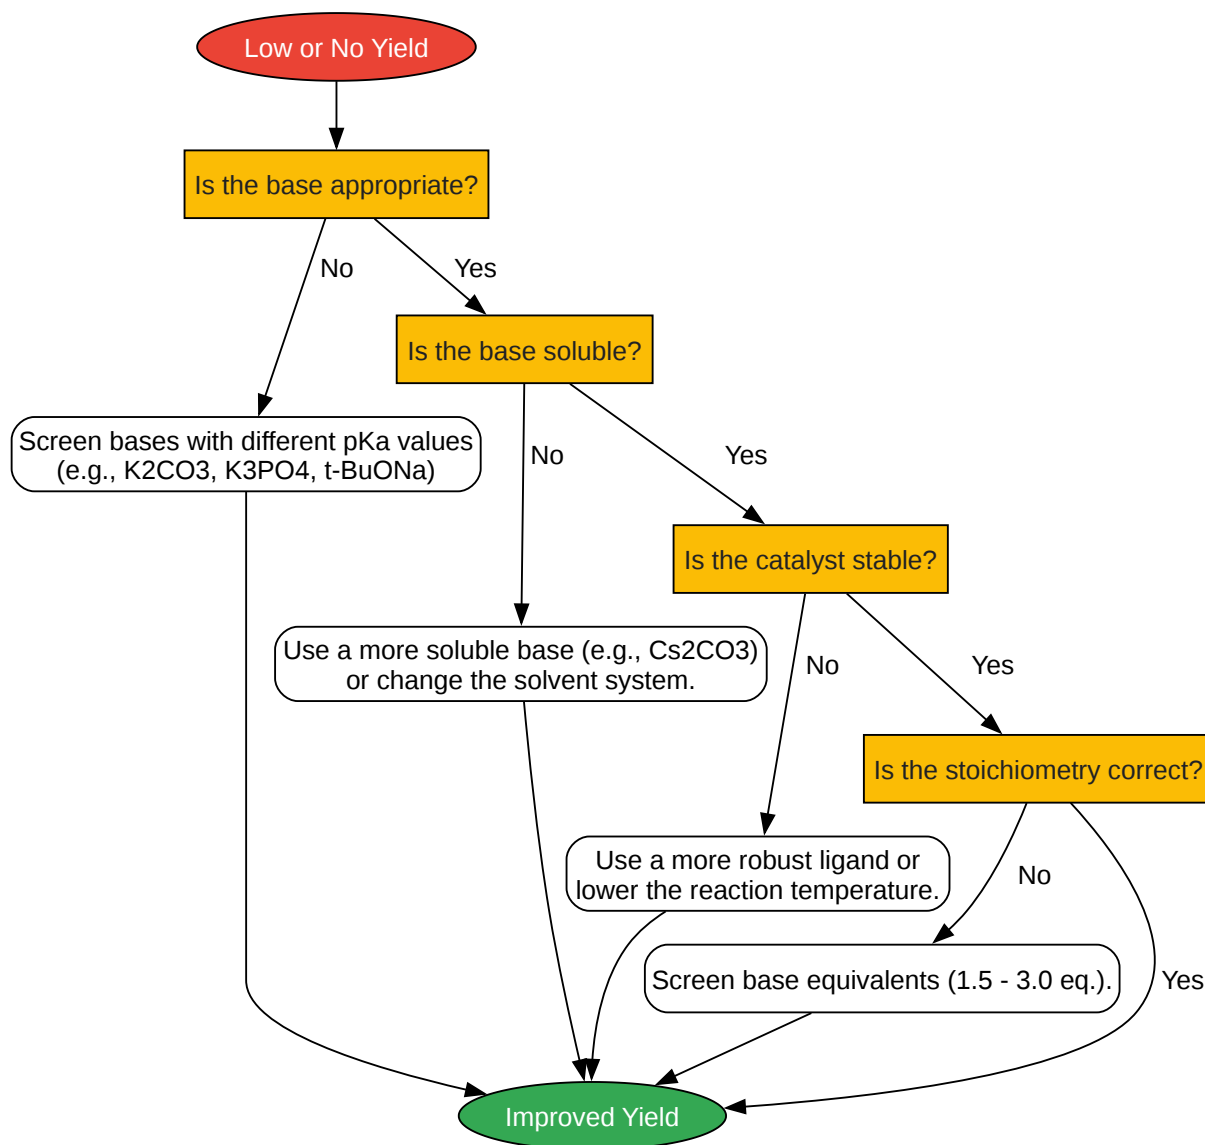 Low or No Yield
Is the base appropriate?
No
Yes
Is the base soluble?
Screen bases with different pKa values
(e.g., K2CO3, K3PO4, t-BuONa)
No
Yes
Is the catalyst stable?
Use a more soluble base (e.g., Cs2CO3)
or change the solvent system.
No
Yes
Is the stoichiometry correct?
Use a more robust ligand or
lower the reaction temperature.
No
Screen base equivalents (1.5 - 3.0 eq.).
Yes
Improved Yield